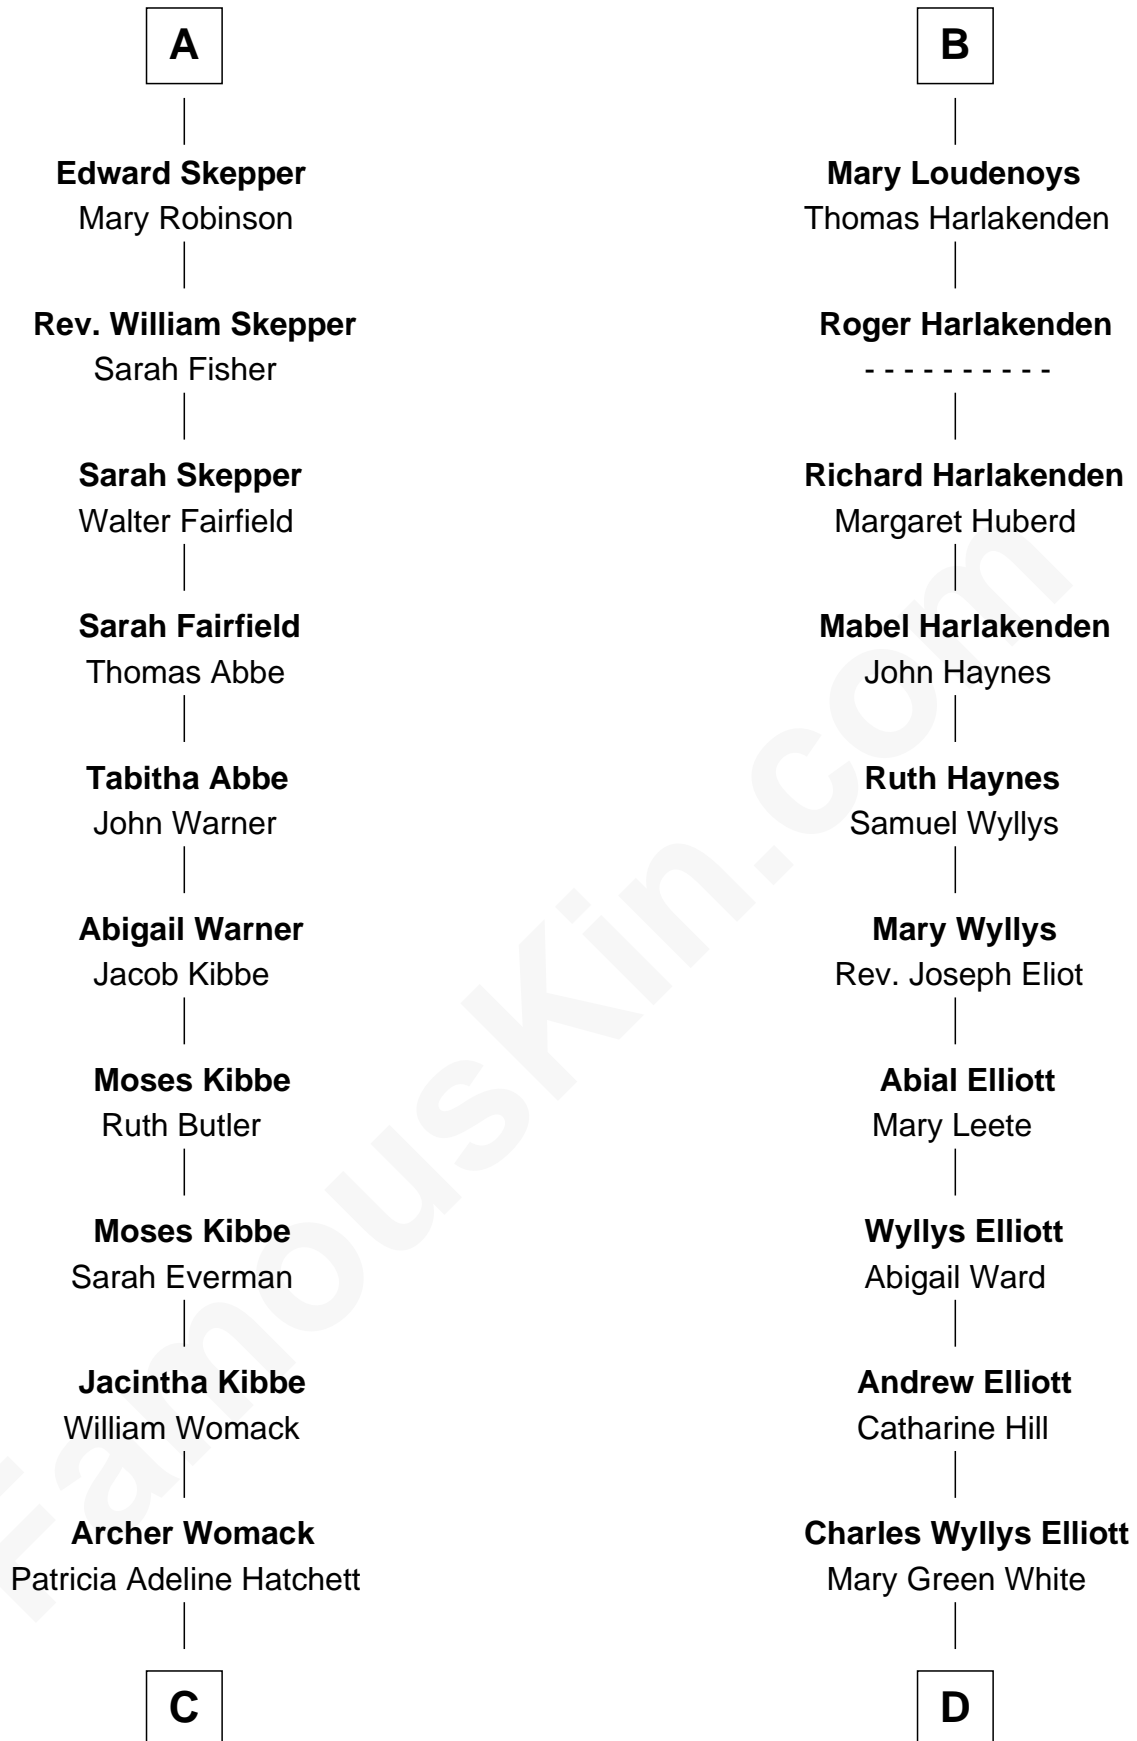 A
Edward Skepper
Mary Robinson
Rev. William Skepper
Sarah Fisher
Sarah Skepper
Walter Fairfield
Sarah Fairfield
Thomas Abbe
Tabitha Abbe
John Warner
Abigail Warner
Jacob Kibbe
Moses Kibbe
Ruth Butler
Moses Kibbe
Sarah Everman
Jacintha Kibbe
William Womack
Archer Womack
Patricia Adeline Hatchett
C
B
Mary Loudenoys
Thomas Harlakenden
Roger Harlakenden
- - - - - - - - - -
Richard Harlakenden
Margaret Huberd
Mabel Harlakenden
John Haynes
Ruth Haynes
Samuel Wyllys
Mary Wyllys
Rev. Joseph Eliot
Abial Elliott
Mary Leete
Wyllys Elliott
Abigail Ward
Andrew Elliott
Catharine Hill
Charles Wyllys Elliott
Mary Green White
D
FamousKin.com